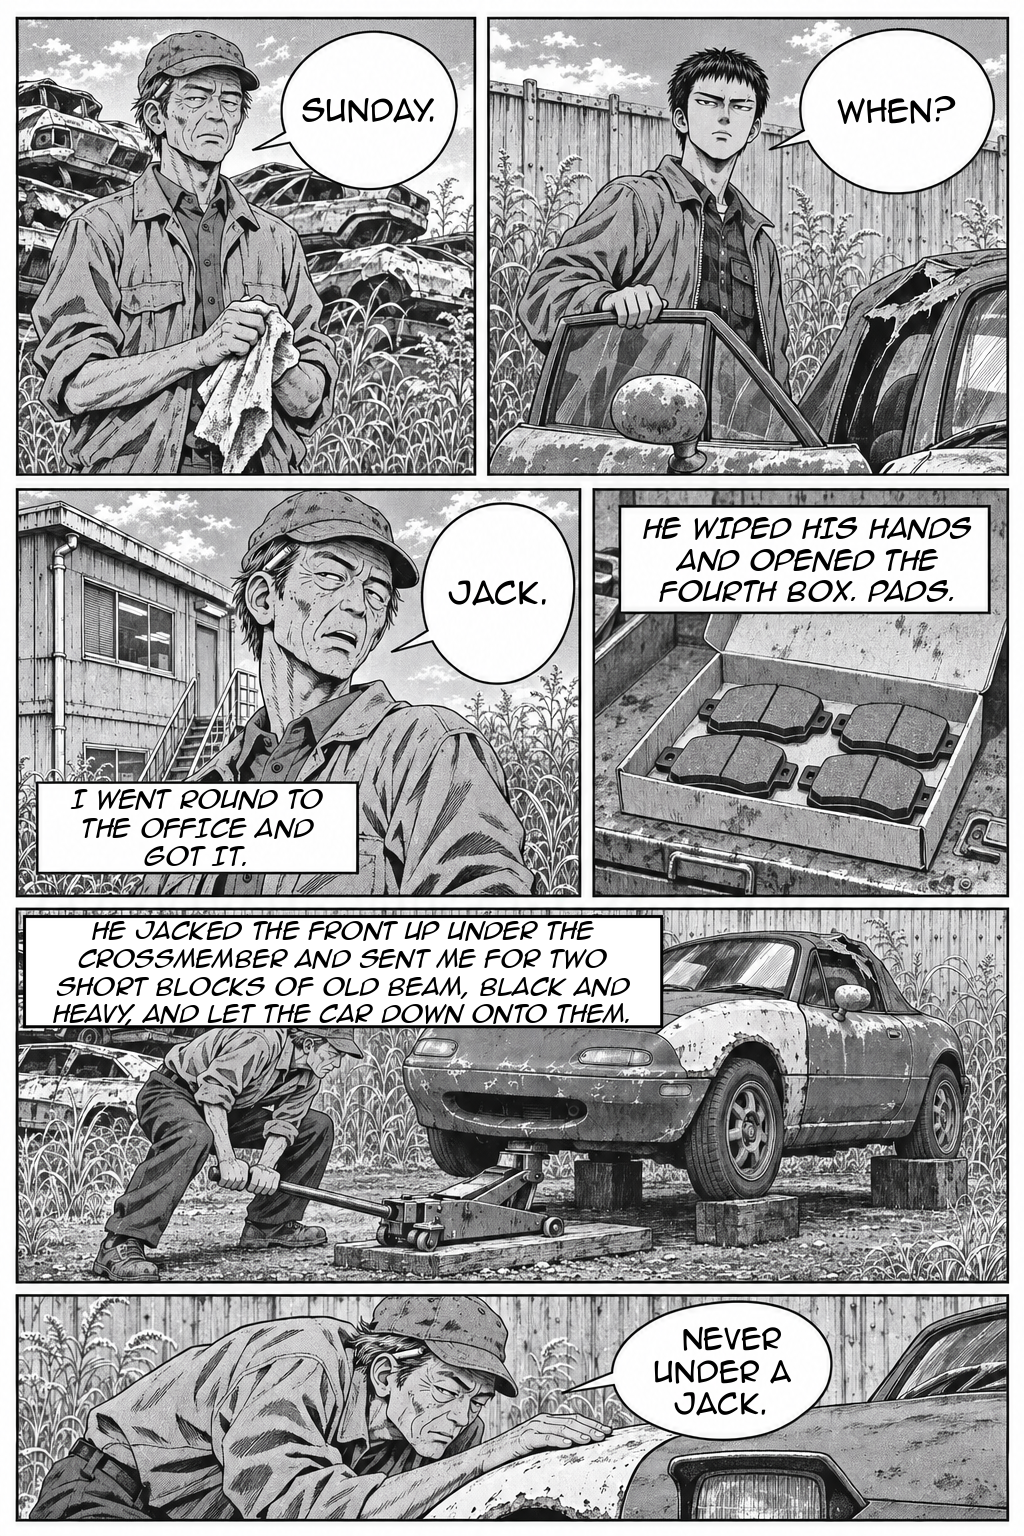 SUNDAY.
WHEN?
JACK.
I WENT ROUND TO
THE OFFICE AND
GOT IT.
HE WIPED HIS HANDS
AND OPENED THE
FOURTH BOX. PADS.
HE JACKED THE FRONT UP UNDER THE
CROSSMEMBER AND SENT ME FOR TWO
SHORT BLOCKS OF OLD BEAM, BLACK AND
HEAVY, AND LET THE CAR DOWN ONTO THEM.
NEVER
UNDER A
JACK.